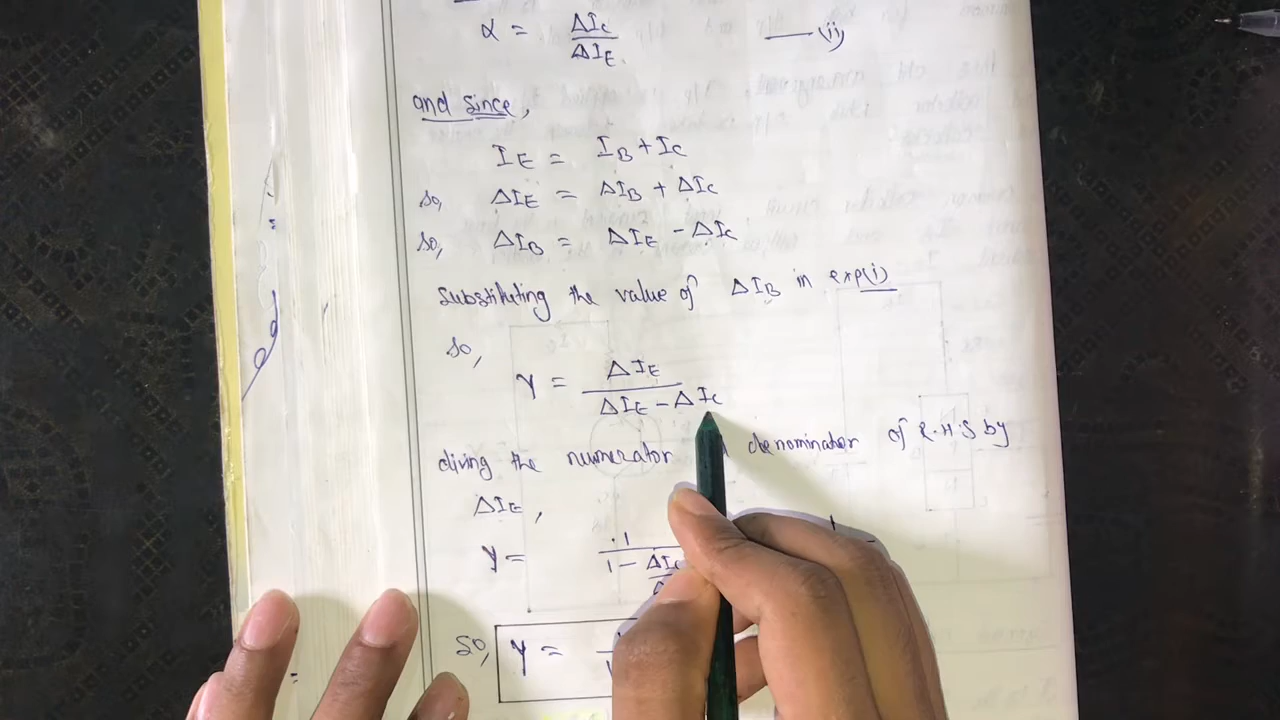 α = ΔIc / ΔIE ——(ii)
and since,
IE = IB + Ic
so, ΔIE = ΔIB + ΔIc
so, ΔIB = ΔIE - ΔIc
substituting the value of ΔIB in exp(i)
so,
γ = ΔIE / ΔIE - ΔIc
diving the numerator denominator of R.H.S by
ΔIE,
γ = 1 / 1 - ΔIc
so, γ =